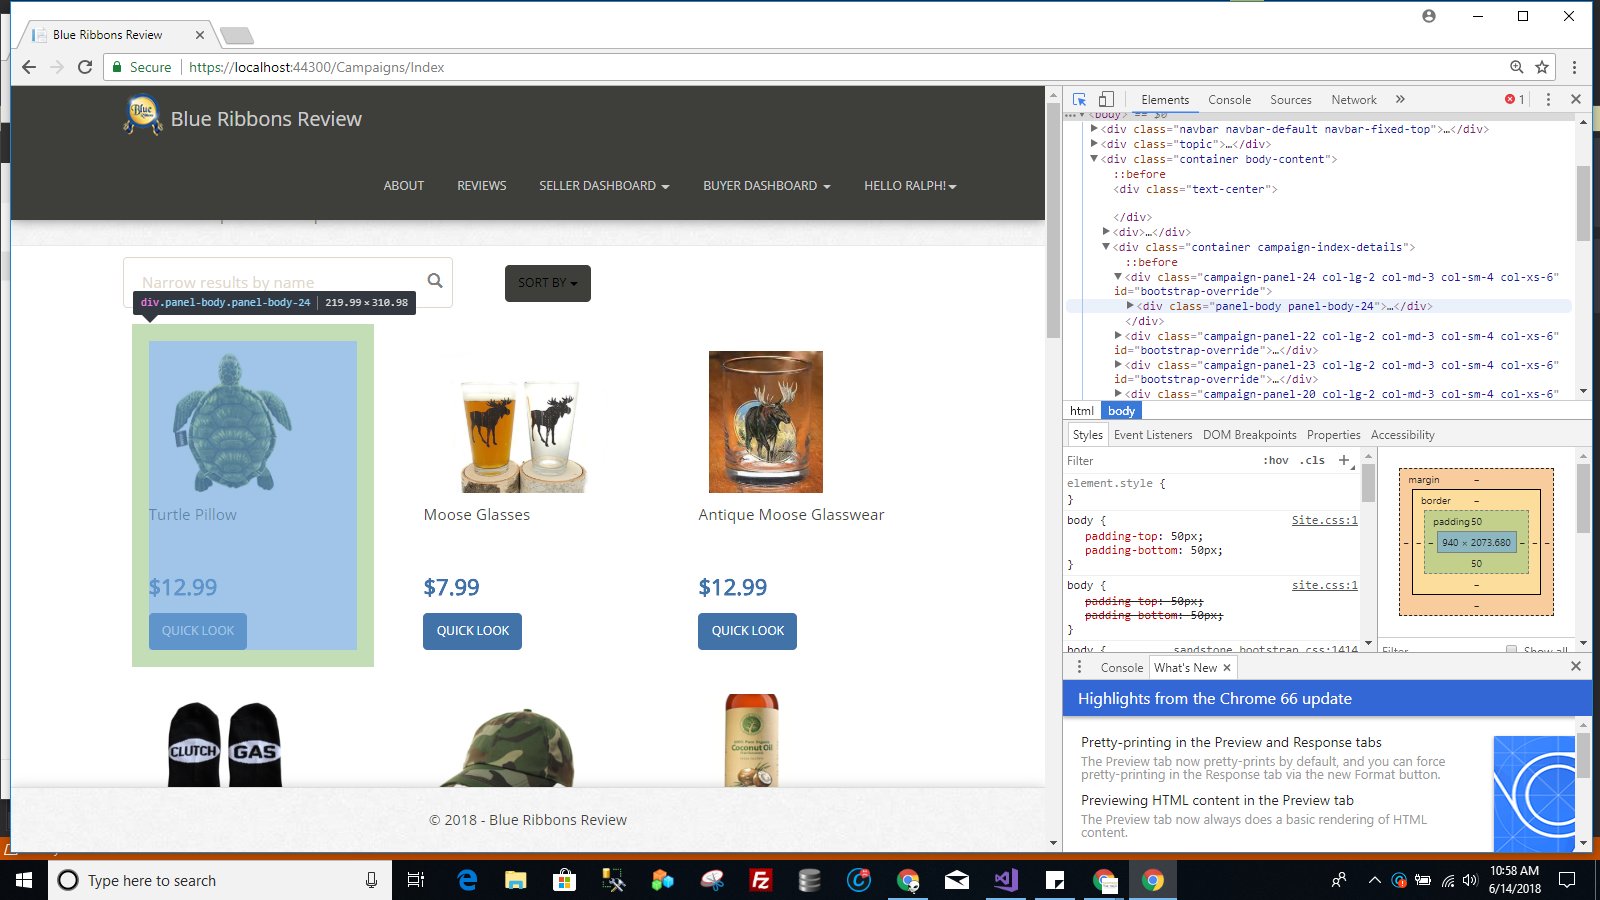 Blue Ribbons Review
Secure
https://localhost:44300/Campaigns/Index
Blue
Blue Ribbons Review
ABOUT
REVIEWS
SELLER DASHBOARD
BUYER DASHBOARD
HELLO RALPH!
Narrow results by name
SORT BY
div.panel-body.panel-body-24 | 219.99 × 310.98
Turtle Pillow
Moose Glasses
Antique Moose Glasswear
$12.99
$7.99
$12.99
QUICK LOOK
QUICK LOOK
QUICK LOOK
CLUTCH
GAS
Coconut Oil
© 2018 - Blue Ribbons Review
Elements
Console
Sources
Network
»
1
<body> == $0
<div class="navbar navbar-default navbar-fixed-top">…</div>
<div class="topic">…</div>
<div class="container body-content">
::before
<div class="text-center">
</div>
<div>…</div>
<div class="container campaign-index-details">
::before
<div class="campaign-panel-24 col-lg-2 col-md-3 col-sm-4 col-xs-6"
id="bootstrap-override">
<div class="panel-body panel-body-24">…</div>
</div>
<div class="campaign-panel-22 col-lg-2 col-md-3 col-sm-4 col-xs-6"
id="bootstrap-override">…</div>
<div class="campaign-panel-23 col-lg-2 col-md-3 col-sm-4 col-xs-6"
id="bootstrap-override">…</div>
<div class="campaign-panel-20 col-lg-2 col-md-3 col-sm-4 col-xs-6"
html
body
Styles
Event Listeners
DOM Breakpoints
Properties
Accessibility
Filter
:hov
.cls
+
element.style {
}
body {
Site.css:1
padding-top: 50px;
padding-bottom: 50px;
}
body {
site.css:1
padding-top: 50px;
padding-bottom: 50px;
}
body {
sandstone.bootstrap.css:1414
margin
–
border
–
padding 50
– – – 940 × 2073.680 – – –
50
–
–
Filter
Show all
Console
What's New
Highlights from the Chrome 66 update
Pretty-printing in the Preview and Response tabs
The Preview tab now pretty-prints by default, and you can force
pretty-printing in the Response tab via the new Format button.
Previewing HTML content in the Preview tab
The Preview tab now always does a basic rendering of HTML
content.
Type here to search
10:58 AM
6/14/2018